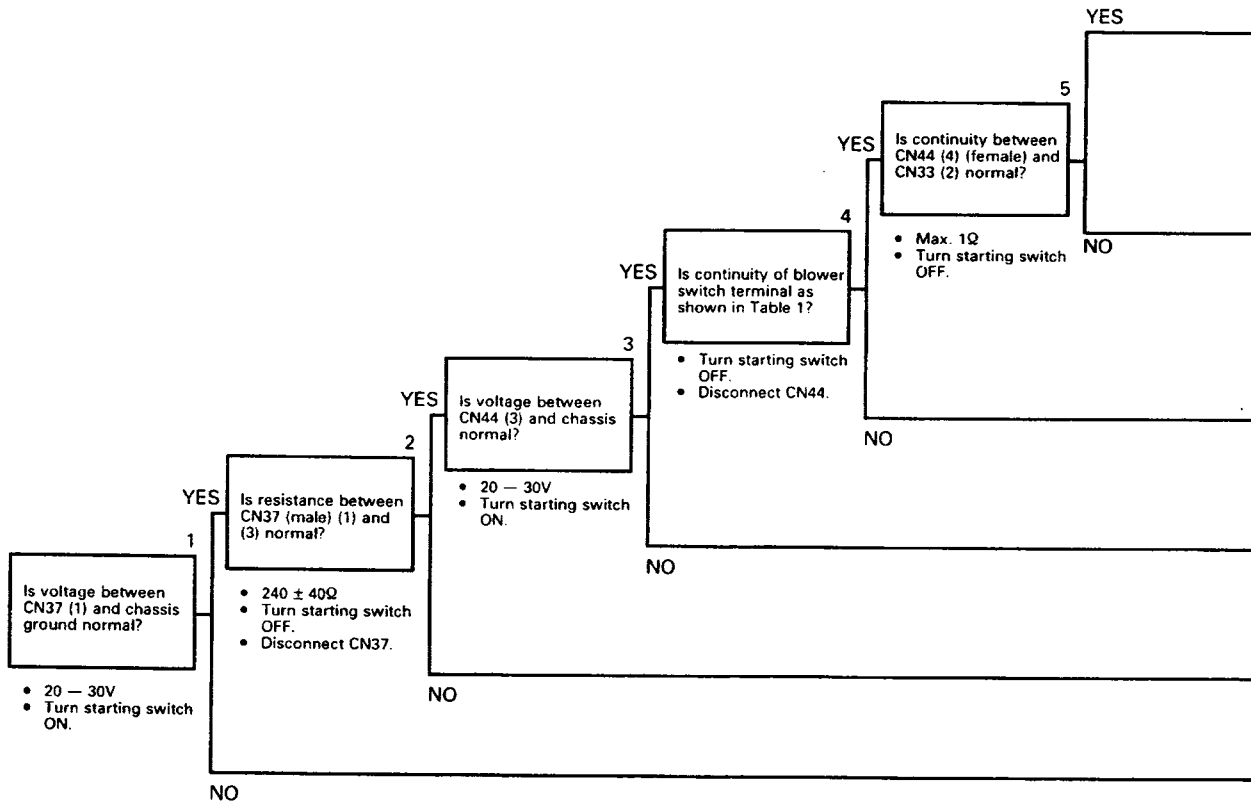 1
Is voltage between
CN37 (1) and chassis
ground normal?
• 20 — 30V
• Turn starting switch
ON.
YES
NO
2
Is resistance between
CN37 (male) (1) and
(3) normal?
• 240 ± 40Ω
• Turn starting switch
OFF.
• Disconnect CN37.
YES
NO
3
Is voltage between
CN44 (3) and chassis
normal?
• 20 — 30V
• Turn starting switch
ON.
YES
NO
4
Is continuity of blower
switch terminal as
shown in Table 1?
• Turn starting switch
OFF.
• Disconnect CN44.
YES
NO
5
Is continuity between
CN44 (4) (female) and
CN33 (2) normal?
• Max. 1Ω
• Turn starting switch
OFF.
YES
NO